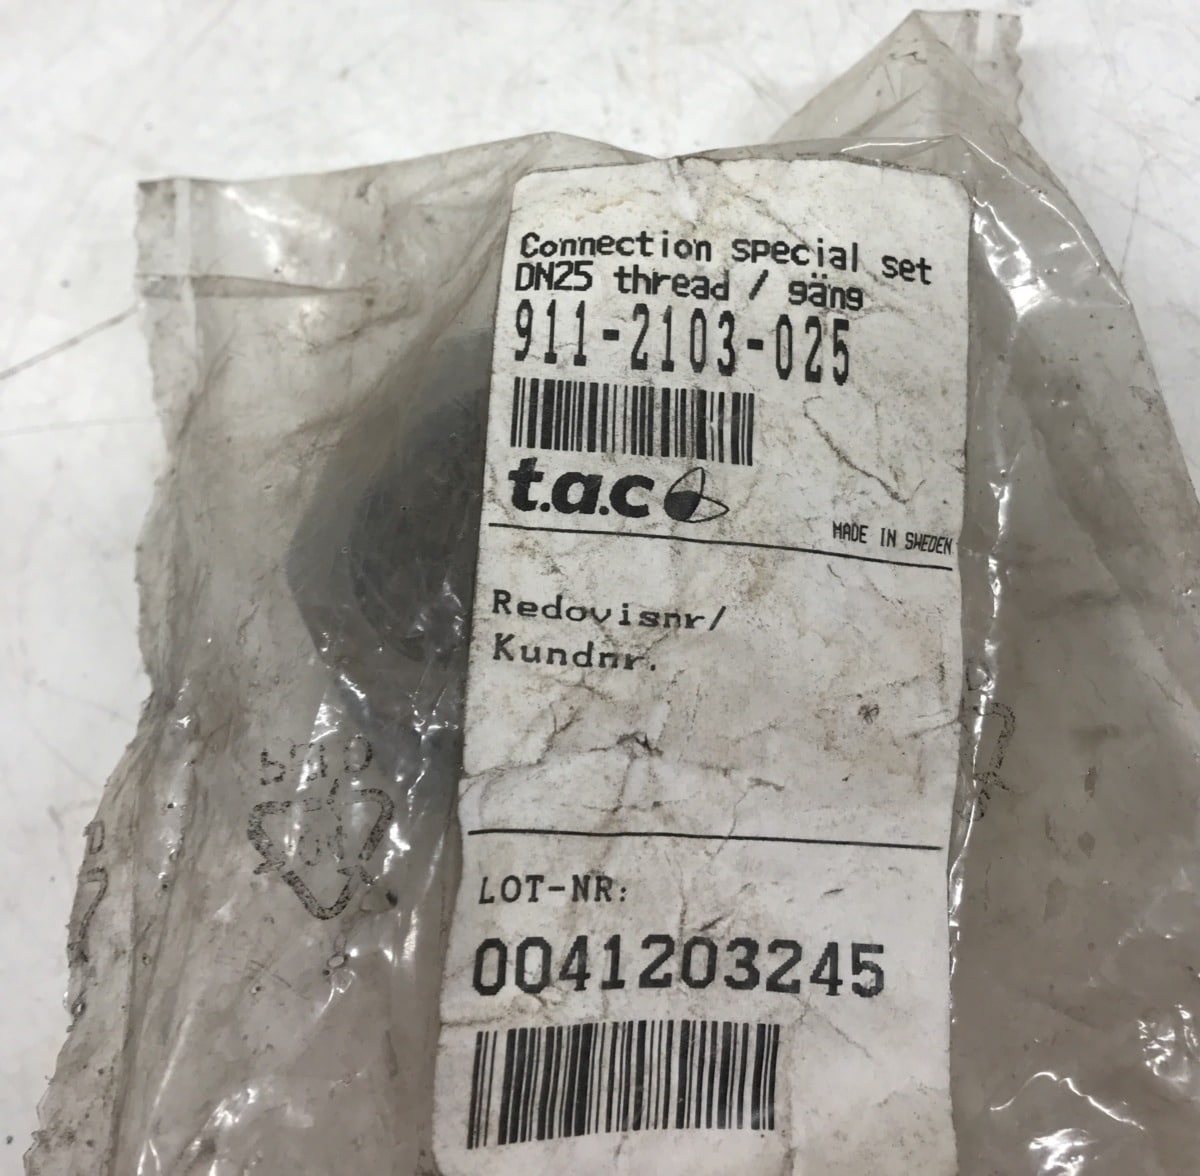 Connection special set
DN25 thread / gäng
911-2103-025
t.a.c
MADE IN SWEDEN
Redovisnr/
Kundnr.
LOT-NR:
0041203245